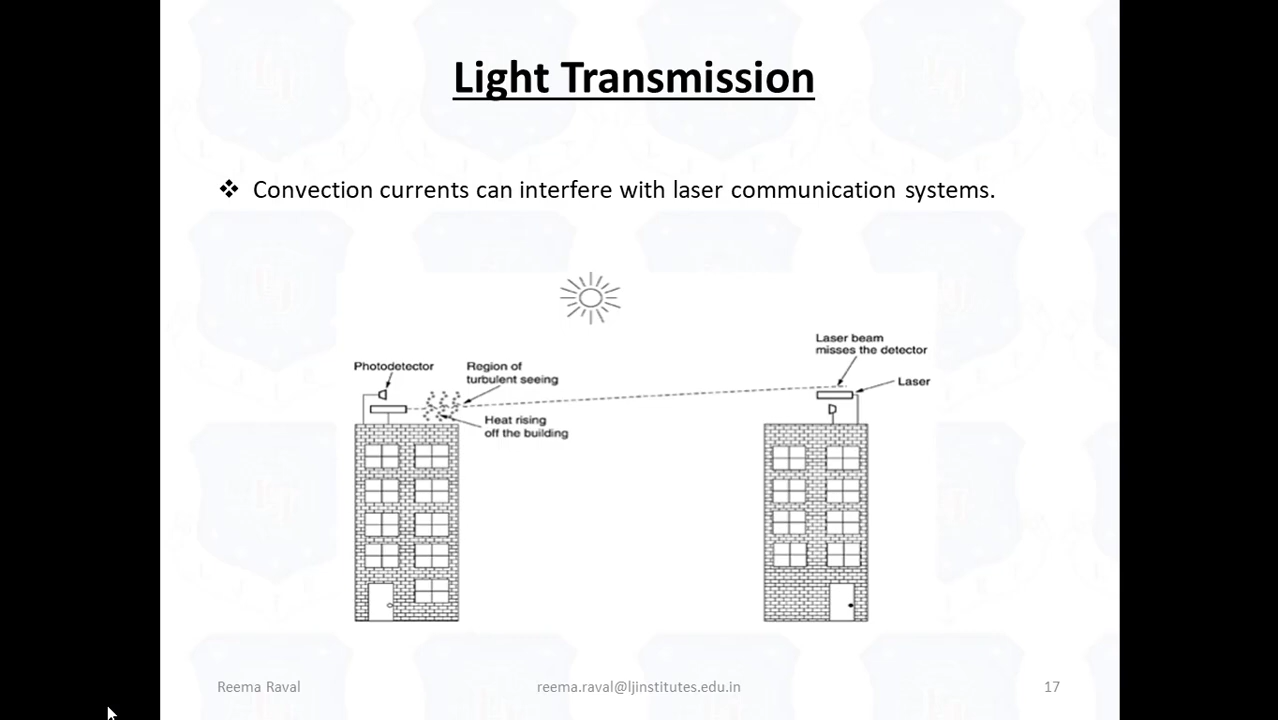 Light Transmission
❖ Convection currents can interfere with laser communication systems.
Laser beam
misses the detector
Photodetector
Region of
turbulent seeing
Laser
Heat rising
off the building
Reema Raval
reema.raval@ljinstitutes.edu.in
17